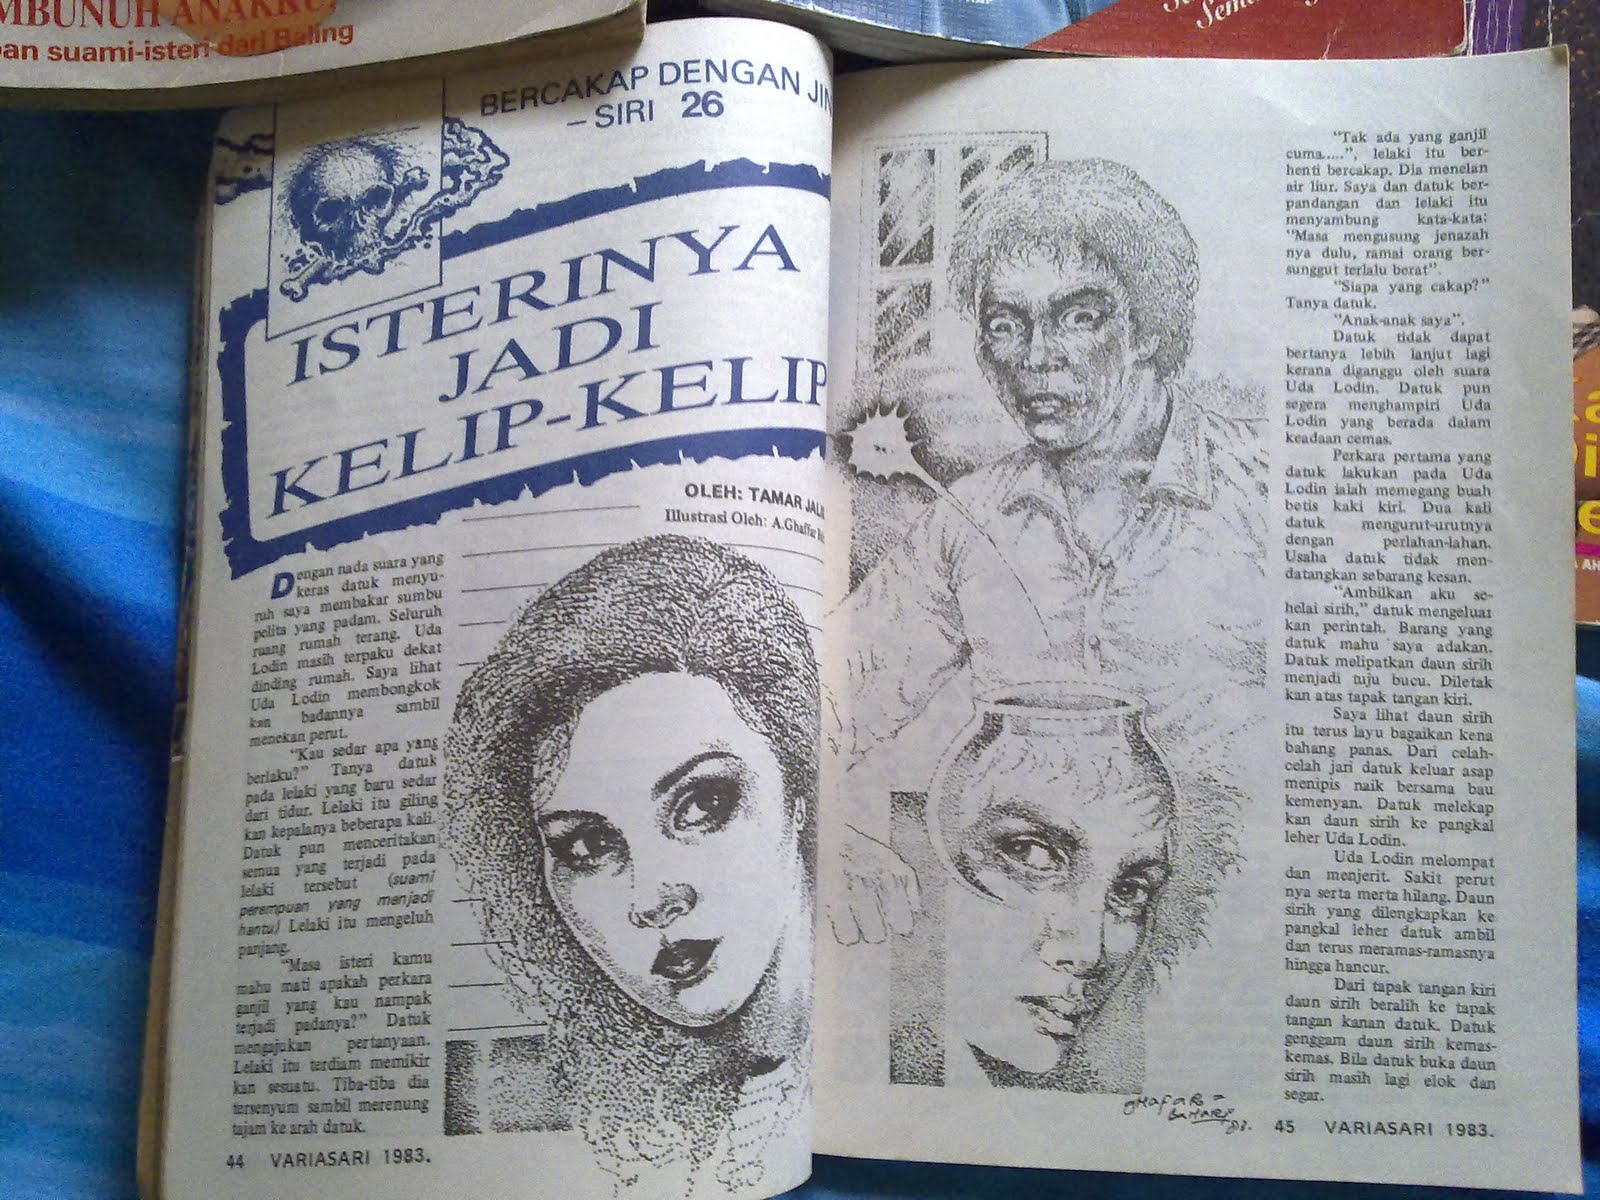 MBUNUH ANAKKU!
suami-isteri dari Baling
BERCAKAP DENGAN
– SIRI 26
ISTERINYA
JADI
KELIP-KELIP
OLEH: TAMAR
Illustrasi Oleh: A.Ghaffar
Dengan nada suara yang
keras datuk menyu-
ruh saya membakar sumbu
pelita yang padam. Seluruh
ruang rumah terang. Uda
Lodin masih terpaku dekat
dinding rumah. Saya lihat
Uda Lodin membongkok
kan badannya sambil
menekan perut.
“Kau sedar apa yang
berlaku?” Tanya datuk
pada lelaki yang baru sedar
dari tidur. Lelaki itu giling
kan kepalanya beberapa kali.
Datuk pun menceritakan
semua yang terjadi pada
lelaki tersebut (suami
perempuan yang menjadi
hantu) Lelaki itu mengeluh
panjang.
“Masa isteri kamu
mahu mati apakah perkara
ganjil yang kau nampak
terjadi padanya?” Datuk
mengajukan pertanyaan.
Lelaki itu terdiam memikir
kan sesuatu. Tiba-tiba dia
tersenyum sambil merenung
tajam ke arah datuk.
44 VARIASARI 1983.
“Tak ada yang ganjil
cuma.....”, lelaki itu ber-
henti bercakap. Dia menelan
air liur. Saya dan datuk ber-
pandangan dan lelaki itu
menyambung kata-kata:
“Masa mengusung jenazah
nya dulu, ramai orang ber-
sunggut terlalu berat”.
“Siapa yang cakap?”
Tanya datuk.
“Anak-anak saya”.
Datuk tidak dapat
bertanya lebih lanjut lagi
kerana diganggu oleh suara
Uda Lodin. Datuk pun
segera menghampiri Uda
Lodin yang berada dalam
keadaan cemas.
Perkara pertama yang
datuk lakukan pada Uda
Lodin ialah memegang buah
betis kaki kiri. Dua kali
datuk mengurut-urutnya
dengan perlahan-lahan.
Usaha datuk tidak men-
datangkan sebarang kesan.
“Ambilkan aku se-
helai sirih,” datuk mengeluar
kan perintah. Barang yang
datuk mahu saya adakan.
Datuk melipatkan daun sirih
menjadi tuju bucu. Diletak
kan atas tapak tangan kiri.
Saya lihat daun sirih
itu terus layu bagaikan kena
bahang panas. Dari celah-
celah jari datuk keluar asap
menipis naik bersama bau
kemenyan. Datuk melekap
kan daun sirih ke pangkal
leher Uda Lodin.
Uda Lodin melompat
dan menjerit. Sakit perut
nya serta merta hilang. Daun
sirih yang dilengkapkan ke
pangkal leher datuk ambil
dan terus meramas-ramasnya
hingga hancur.
Dari tapak tangan kiri
daun sirih beralih ke tapak
tangan kanan datuk. Datuk
genggam daun sirih kemas-
kemas. Bila datuk buka daun
sirih masih lagi elok dan
segar.
45 VARIASARI 1983.